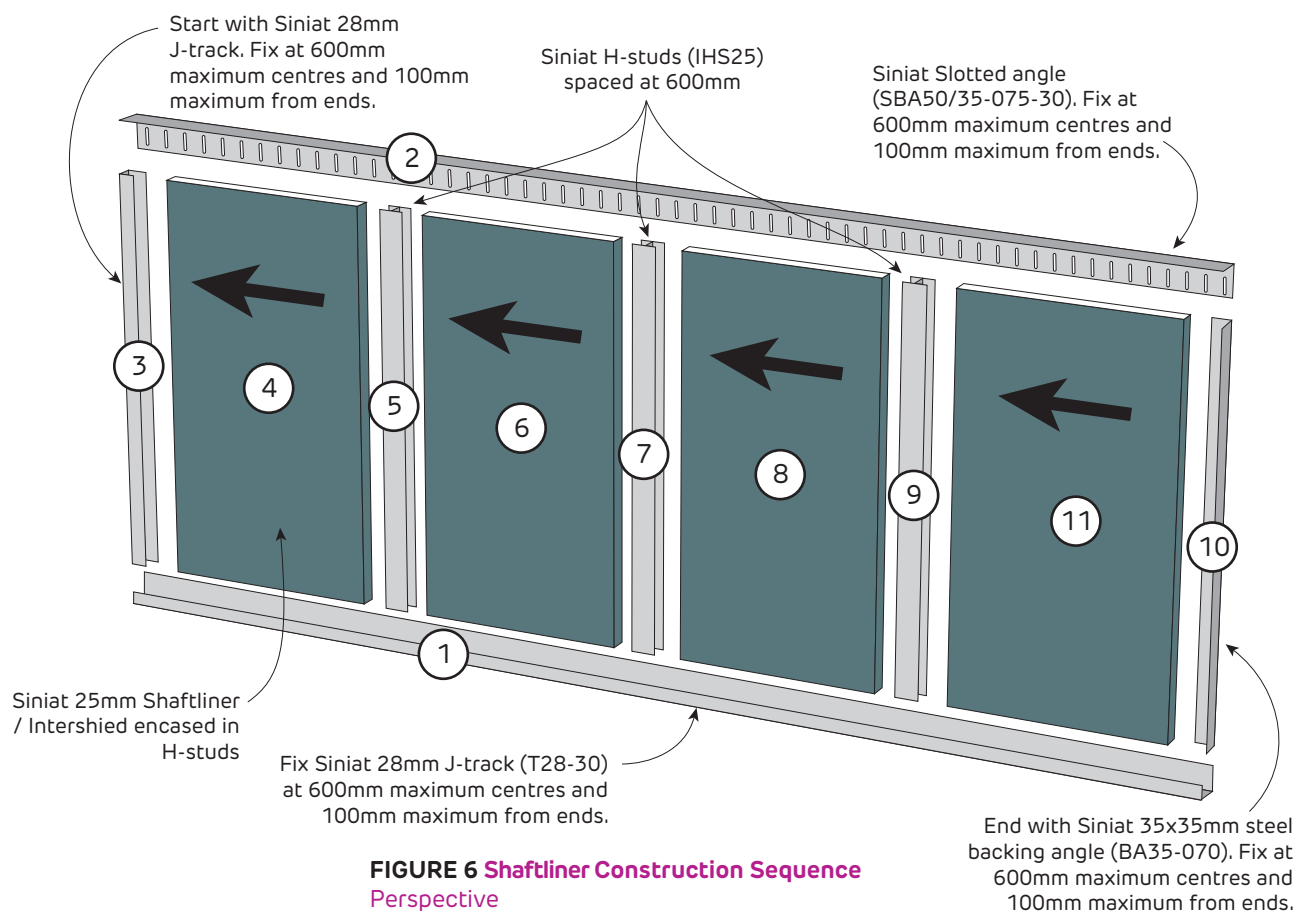 Start with Siniat 28mm
J-track. Fix at 600mm
maximum centres and 100mm
maximum from ends.
Siniat H-studs (IHS25)
spaced at 600mm
Siniat Slotted angle
(SBA50/35-075-30). Fix at
600mm maximum centres and
100mm maximum from ends.
2
3
4
5
6
7
8
9
11
10
1
Siniat 25mm Shaftliner
/ Intershied encased in
H-studs
Fix Siniat 28mm J-track (T28-30)
at 600mm maximum centres and
100mm maximum from ends.
End with Siniat 35x35mm steel
backing angle (BA35-070). Fix at
600mm maximum centres and
100mm maximum from ends.
FIGURE 6 Shaftliner Construction Sequence
Perspective